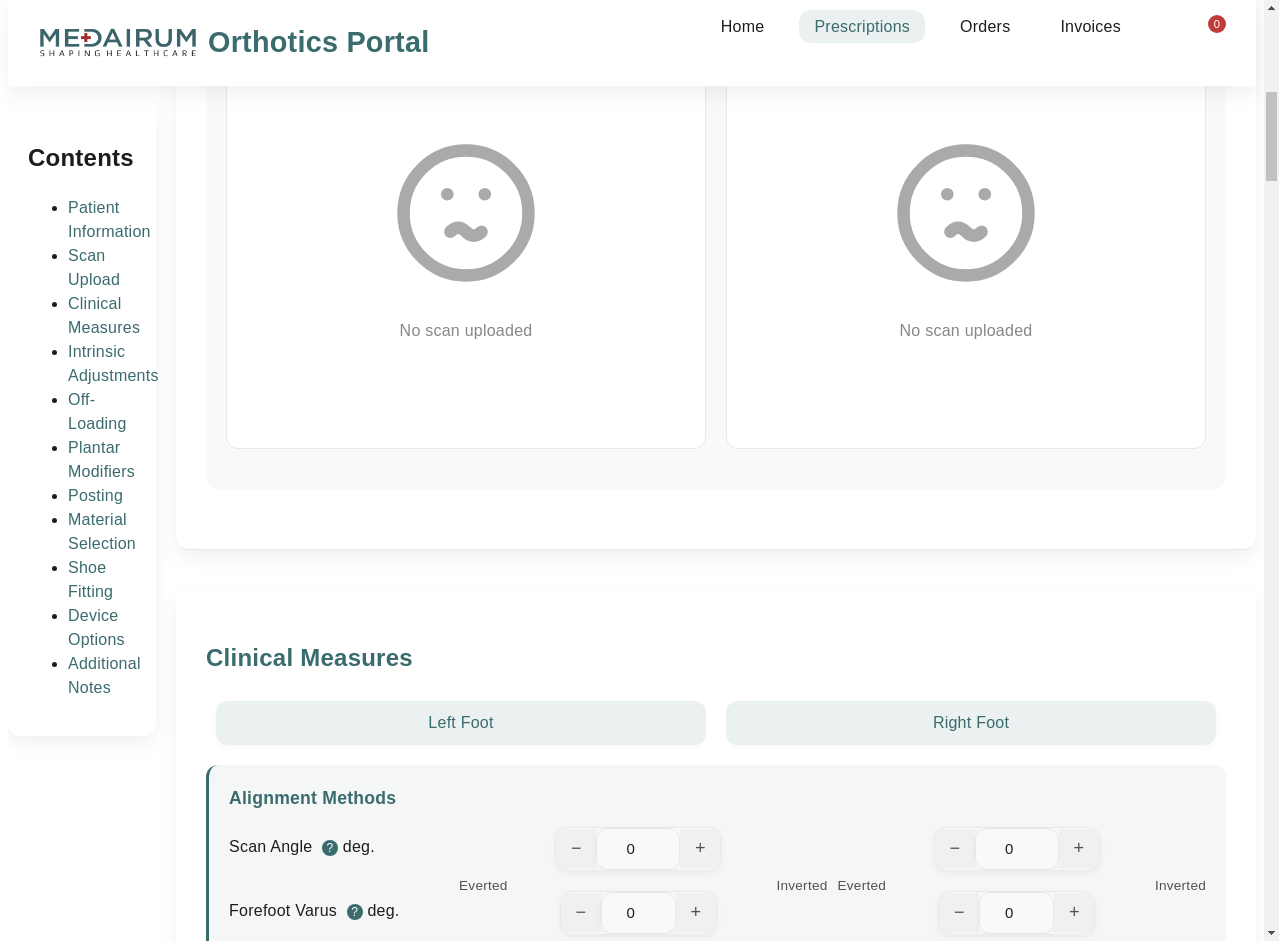 MEDAIRUM
SHAPING HEALTHCARE
Orthotics Portal
Home
Prescriptions
Orders
Invoices
0
Contents
Patient
Information
Scan
Upload
Clinical
Measures
Intrinsic
Adjustments
Off-
Loading
Plantar
Modifiers
Posting
Material
Selection
Shoe
Fitting
Device
Options
Additional
Notes
No scan uploaded
No scan uploaded
Clinical Measures
Left Foot
Right Foot
Alignment Methods
Scan Angle ? deg.
− 0 +
− 0 +
Everted
Inverted
Everted
Inverted
Forefoot Varus ? deg.
− 0 +
− 0 +